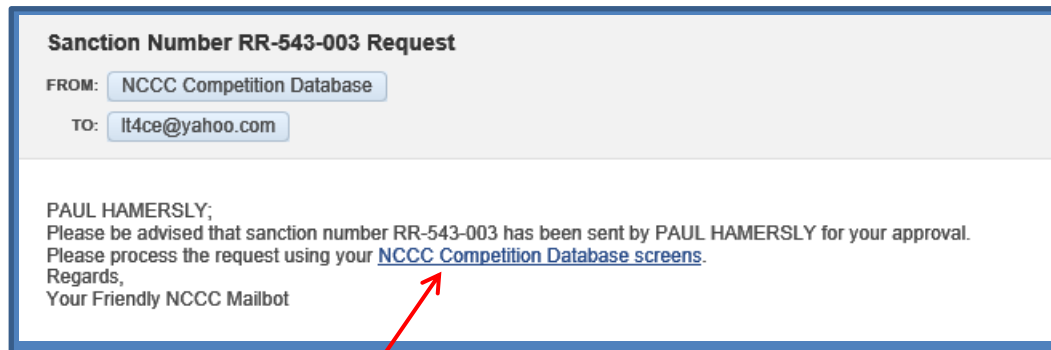 Sanction Number RR-543-003 Request
FROM: NCCC Competition Database
TO: lt4ce@yahoo.com
PAUL HAMERSLY;
Please be advised that sanction number RR-543-003 has been sent by PAUL HAMERSLY for your approval.
Please process the request using your NCCC Competition Database screens.
Regards,
Your Friendly NCCC Mailbot